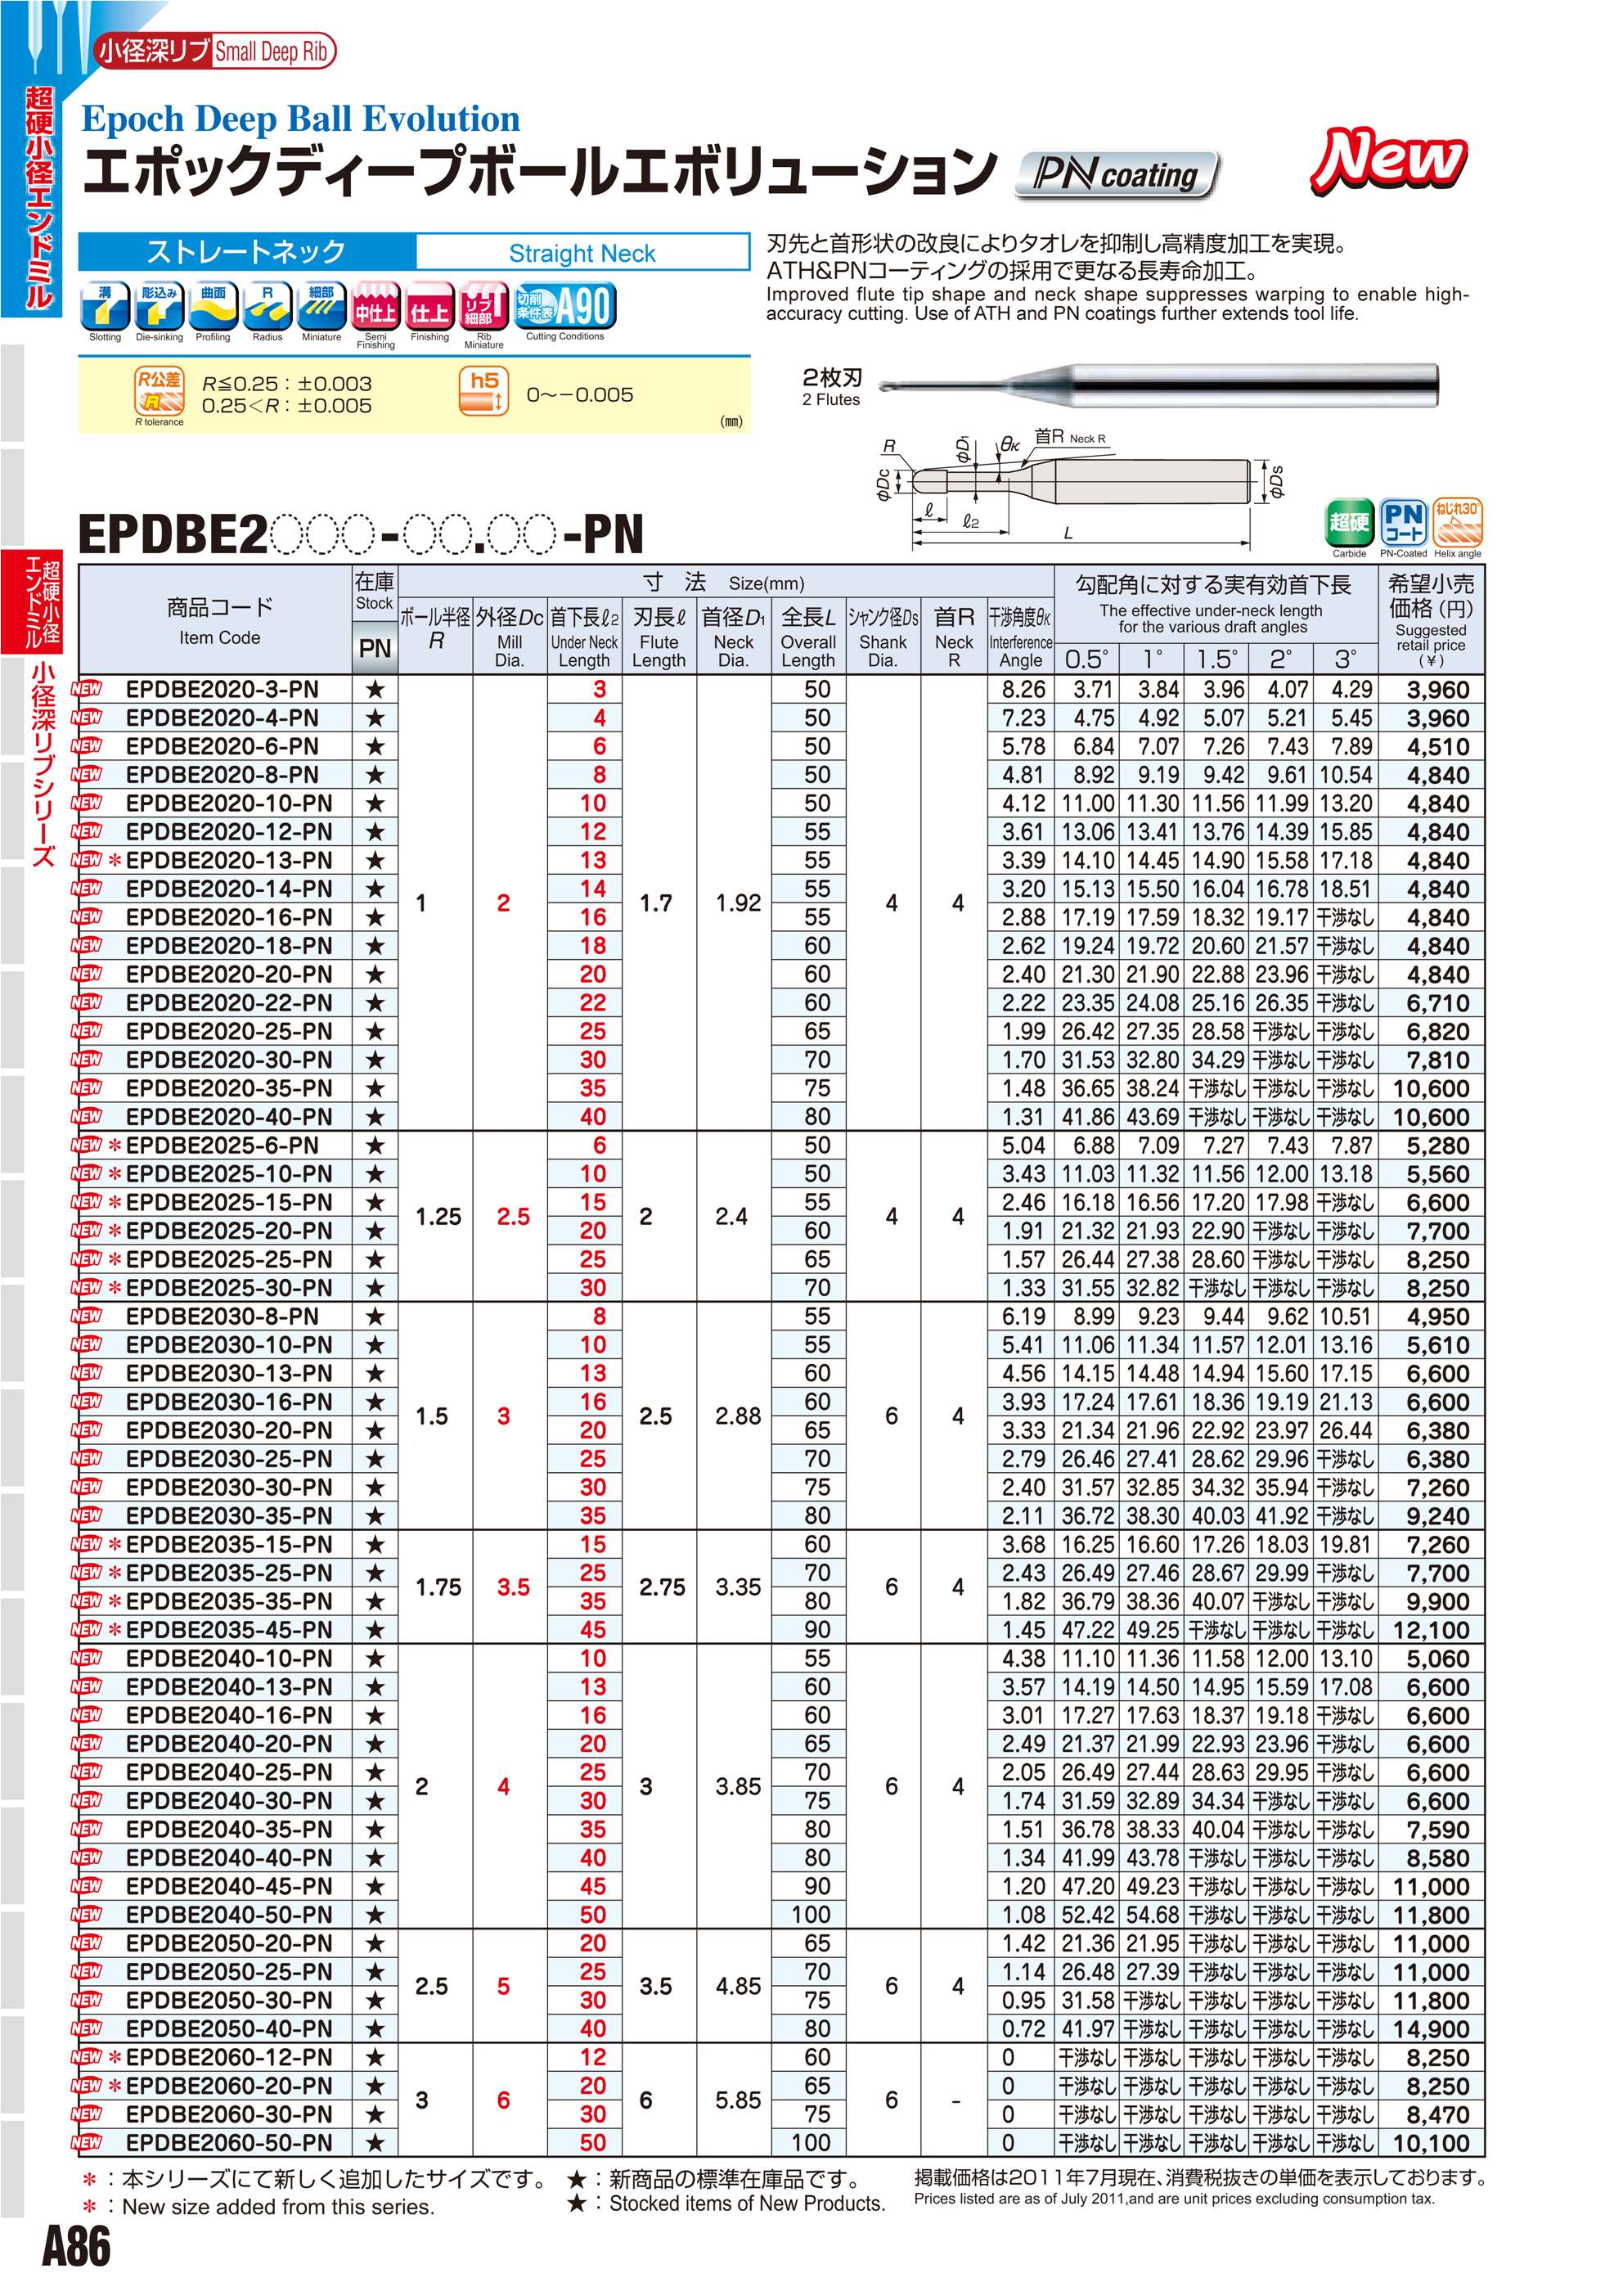 小径深リブ Small Deep Rib
超硬小径エンドミル
Epoch Deep Ball Evolution
エポックディープボールエボリューション PN coating New
ストレートネック Straight Neck
刃先と首形状の改良によりタオレを抑制し高精度加工を実現。
ATH&PNコーティングの採用で更なる長寿命加工。
Improved flute tip shape and neck shape suppresses warping to enable high-
accuracy cutting. Use of ATH and PN coatings further extends tool life.
溝 彫込み 曲面 R 細部 中仕上 仕上 リブ細部 切削条件表 A90
Slotting Die-sinking Profiling Radius Miniature Semi Finishing Finishing Rib Miniature Cutting Conditions
R公差 R R tolerance
R≦0.25:±0.003
0.25<R:±0.005
h5 0〜−0.005
(mm)
2枚刃
2 Flutes
R φD1 θK 首R Neck R
φDc φDs
ℓ ℓ2 L
EPDBE2○○○-○○.○○-PN
超硬 PNコート ねじれ30°
Carbide PN-Coated Helix angle
超硬小径エンドミル
小径深リブシリーズ
商品コード Item Code 在庫 Stock PN 寸 法 Size(mm) 勾配角に対する実有効首下長 The effective under-neck length for the various draft angles 希望小売価格(円) Suggested retail price (¥)
ボール半径 R 外径Dc Mill Dia. 首下長ℓ2 Under Neck Length 刃長ℓ Flute Length 首径D1 Neck Dia. 全長L Overall Length シャンク径Ds Shank Dia. 首R Neck R 干渉角度θK Interference Angle 0.5° 1° 1.5° 2° 3°
NEW EPDBE2020-3-PN ★ 3 50 8.26 3.71 3.84 3.96 4.07 4.29 3,960
NEW EPDBE2020-4-PN ★ 4 50 7.23 4.75 4.92 5.07 5.21 5.45 3,960
NEW EPDBE2020-6-PN ★ 6 50 5.78 6.84 7.07 7.26 7.43 7.89 4,510
NEW EPDBE2020-8-PN ★ 8 50 4.81 8.92 9.19 9.42 9.61 10.54 4,840
NEW EPDBE2020-10-PN ★ 10 50 4.12 11.00 11.30 11.56 11.99 13.20 4,840
NEW EPDBE2020-12-PN ★ 12 55 3.61 13.06 13.41 13.76 14.39 15.85 4,840
NEW *EPDBE2020-13-PN ★ 13 55 3.39 14.10 14.45 14.90 15.58 17.18 4,840
NEW EPDBE2020-14-PN ★ 1 2 14 1.7 1.92 55 4 4 3.20 15.13 15.50 16.04 16.78 18.51 4,840
NEW EPDBE2020-16-PN ★ 16 55 2.88 17.19 17.59 18.32 19.17 干渉なし 4,840
NEW EPDBE2020-18-PN ★ 18 60 2.62 19.24 19.72 20.60 21.57 干渉なし 4,840
NEW EPDBE2020-20-PN ★ 20 60 2.40 21.30 21.90 22.88 23.96 干渉なし 4,840
NEW EPDBE2020-22-PN ★ 22 60 2.22 23.35 24.08 25.16 26.35 干渉なし 6,710
NEW EPDBE2020-25-PN ★ 25 65 1.99 26.42 27.35 28.58 干渉なし 干渉なし 6,820
NEW EPDBE2020-30-PN ★ 30 70 1.70 31.53 32.80 34.29 干渉なし 干渉なし 7,810
NEW EPDBE2020-35-PN ★ 35 75 1.48 36.65 38.24 干渉なし 干渉なし 干渉なし 10,600
NEW EPDBE2020-40-PN ★ 40 80 1.31 41.86 43.69 干渉なし 干渉なし 干渉なし 10,600
NEW *EPDBE2025-6-PN ★ 6 50 5.04 6.88 7.09 7.27 7.43 7.87 5,280
NEW *EPDBE2025-10-PN ★ 10 50 3.43 11.03 11.32 11.56 12.00 13.18 5,560
NEW *EPDBE2025-15-PN ★ 1.25 2.5 15 2 2.4 55 4 4 2.46 16.18 16.56 17.20 17.98 干渉なし 6,600
NEW *EPDBE2025-20-PN ★ 20 60 1.91 21.32 21.93 22.90 干渉なし 干渉なし 7,700
NEW *EPDBE2025-25-PN ★ 25 65 1.57 26.44 27.38 28.60 干渉なし 干渉なし 8,250
NEW *EPDBE2025-30-PN ★ 30 70 1.33 31.55 32.82 干渉なし 干渉なし 干渉なし 8,250
NEW EPDBE2030-8-PN ★ 8 55 6.19 8.99 9.23 9.44 9.62 10.51 4,950
NEW EPDBE2030-10-PN ★ 10 55 5.41 11.06 11.34 11.57 12.01 13.16 5,610
NEW EPDBE2030-13-PN ★ 13 60 4.56 14.15 14.48 14.94 15.60 17.15 6,600
NEW EPDBE2030-16-PN ★ 1.5 3 16 2.5 2.88 60 6 4 3.93 17.24 17.61 18.36 19.19 21.13 6,600
NEW EPDBE2030-20-PN ★ 20 65 3.33 21.34 21.96 22.92 23.97 26.44 6,380
NEW EPDBE2030-25-PN ★ 25 70 2.79 26.46 27.41 28.62 29.96 干渉なし 6,380
NEW EPDBE2030-30-PN ★ 30 75 2.40 31.57 32.85 34.32 35.94 干渉なし 7,260
NEW EPDBE2030-35-PN ★ 35 80 2.11 36.72 38.30 40.03 41.92 干渉なし 9,240
NEW *EPDBE2035-15-PN ★ 15 60 3.68 16.25 16.60 17.26 18.03 19.81 7,260
NEW *EPDBE2035-25-PN ★ 1.75 3.5 25 2.75 3.35 70 6 4 2.43 26.49 27.46 28.67 29.99 干渉なし 7,700
NEW *EPDBE2035-35-PN ★ 35 80 1.82 36.79 38.36 40.07 干渉なし 干渉なし 9,900
NEW *EPDBE2035-45-PN ★ 45 90 1.45 47.22 49.25 干渉なし 干渉なし 干渉なし 12,100
NEW EPDBE2040-10-PN ★ 10 55 4.38 11.10 11.36 11.58 12.00 13.10 5,060
NEW EPDBE2040-13-PN ★ 13 60 3.57 14.19 14.50 14.95 15.59 17.08 6,600
NEW EPDBE2040-16-PN ★ 16 60 3.01 17.27 17.63 18.37 19.18 干渉なし 6,600
NEW EPDBE2040-20-PN ★ 20 65 2.49 21.37 21.99 22.93 23.96 干渉なし 6,600
NEW EPDBE2040-25-PN ★ 2 4 25 3 3.85 70 6 4 2.05 26.49 27.44 28.63 29.95 干渉なし 6,600
NEW EPDBE2040-30-PN ★ 30 75 1.74 31.59 32.89 34.34 干渉なし 干渉なし 6,600
NEW EPDBE2040-35-PN ★ 35 80 1.51 36.78 38.33 40.04 干渉なし 干渉なし 7,590
NEW EPDBE2040-40-PN ★ 40 80 1.34 41.99 43.78 干渉なし 干渉なし 干渉なし 8,580
NEW EPDBE2040-45-PN ★ 45 90 1.20 47.20 49.23 干渉なし 干渉なし 干渉なし 11,000
NEW EPDBE2040-50-PN ★ 50 100 1.08 52.42 54.68 干渉なし 干渉なし 干渉なし 11,800
NEW EPDBE2050-20-PN ★ 20 65 1.42 21.36 21.95 干渉なし 干渉なし 干渉なし 11,000
NEW EPDBE2050-25-PN ★ 2.5 5 25 3.5 4.85 70 6 4 1.14 26.48 27.39 干渉なし 干渉なし 干渉なし 11,000
NEW EPDBE2050-30-PN ★ 30 75 0.95 31.58 干渉なし 干渉なし 干渉なし 干渉なし 11,800
NEW EPDBE2050-40-PN ★ 40 80 0.72 41.97 干渉なし 干渉なし 干渉なし 干渉なし 14,900
NEW *EPDBE2060-12-PN ★ 12 60 0 干渉なし 干渉なし 干渉なし 干渉なし 干渉なし 8,250
NEW *EPDBE2060-20-PN ★ 3 6 20 6 5.85 65 6 - 0 干渉なし 干渉なし 干渉なし 干渉なし 干渉なし 8,250
NEW EPDBE2060-30-PN ★ 30 75 0 干渉なし 干渉なし 干渉なし 干渉なし 干渉なし 8,470
NEW EPDBE2060-50-PN ★ 50 100 0 干渉なし 干渉なし 干渉なし 干渉なし 干渉なし 10,100
*:本シリーズにて新しく追加したサイズです。 ★:新商品の標準在庫品です。 掲載価格は2011年7月現在、消費税抜きの単価を表示しております。
*:New size added from this series. ★:Stocked items of New Products. Prices listed are as of July 2011,and are unit prices excluding consumption tax.
A86